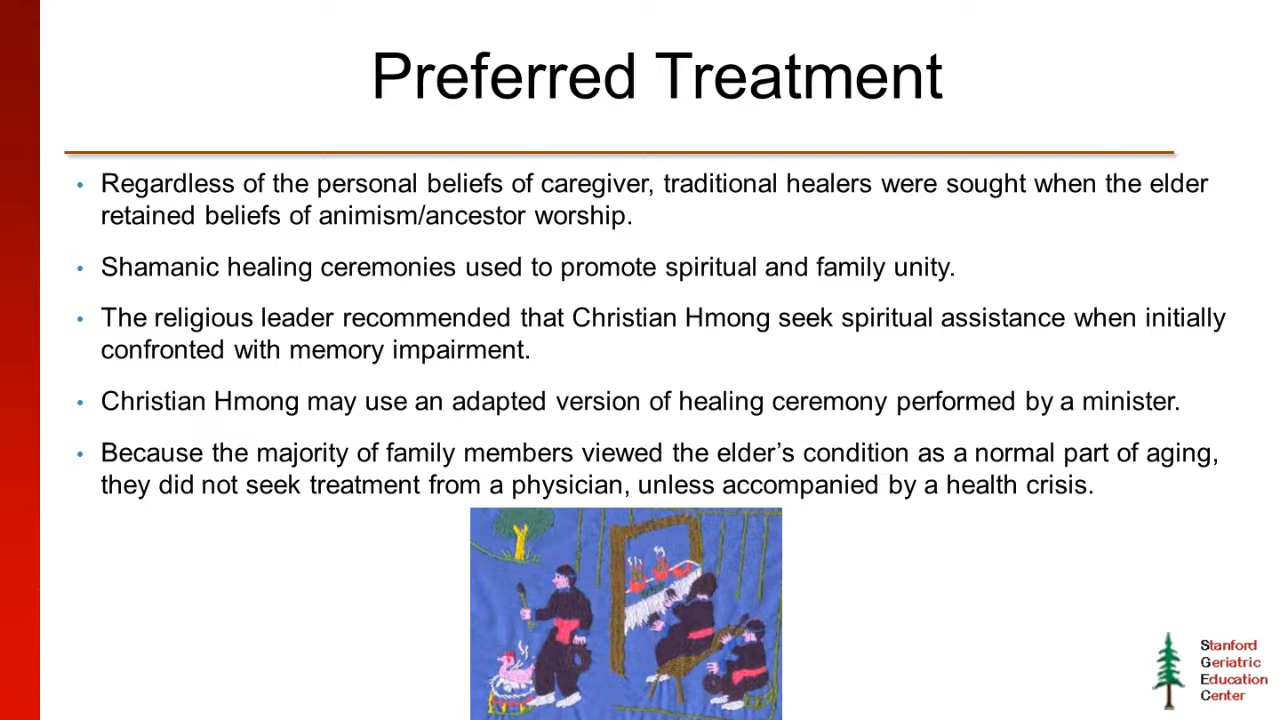 Preferred Treatment
• Regardless of the personal beliefs of caregiver, traditional healers were sought when the elder
retained beliefs of animism/ancestor worship.
• Shamanic healing ceremonies used to promote spiritual and family unity.
• The religious leader recommended that Christian Hmong seek spiritual assistance when initially
confronted with memory impairment.
• Christian Hmong may use an adapted version of healing ceremony performed by a minister.
• Because the majority of family members viewed the elder’s condition as a normal part of aging,
they did not seek treatment from a physician, unless accompanied by a health crisis.
Stanford
Geriatric
Education
Center